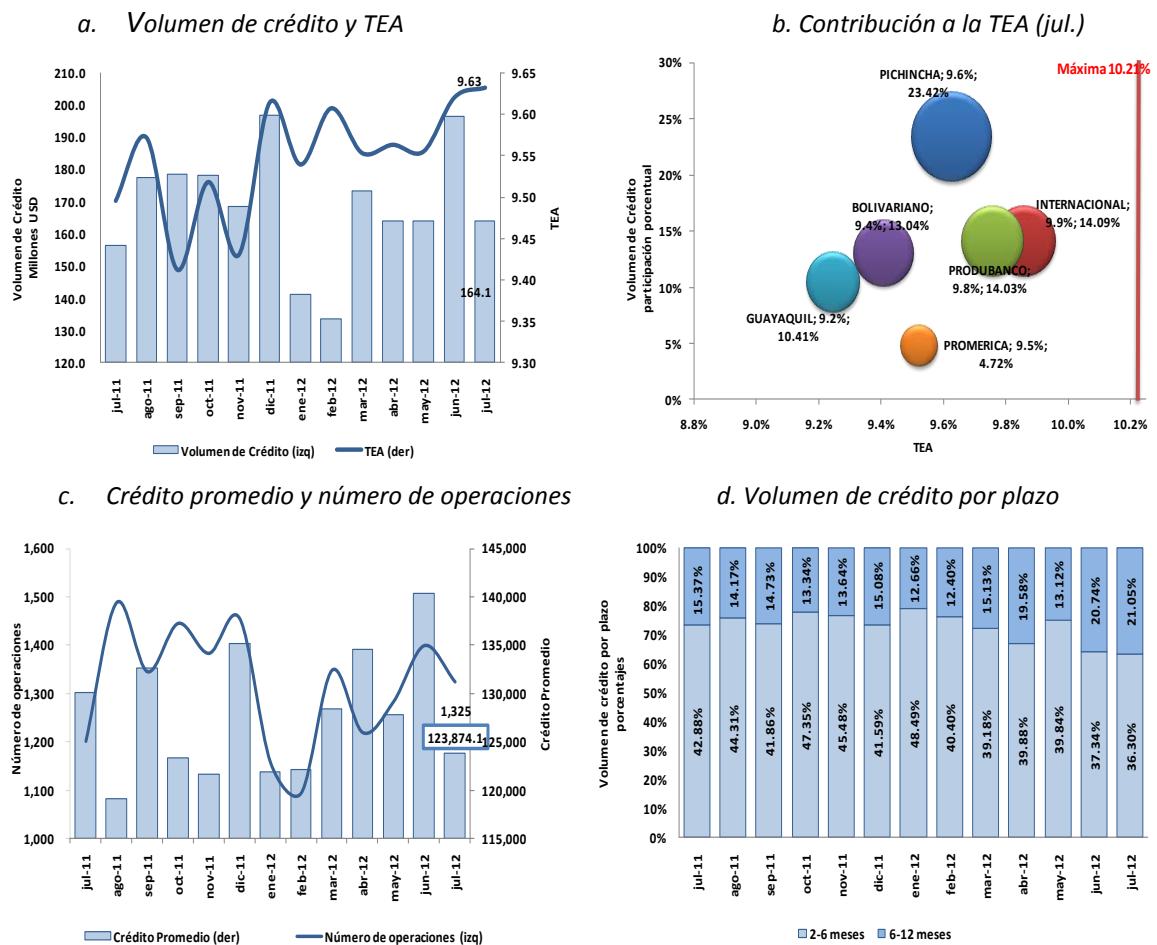 a. Volumen de crédito y TEA
210.0
200.0
190.0
180.0
170.0
160.0
150.0
140.0
130.0
120.0
Volumen de Crédito
Millones USD
9.65
9.60
9.55
9.50
9.45
9.40
9.35
9.30
TEA
9.63
164.1
jul-11
ago-11
sep-11
oct-11
nov-11
dic-11
ene-12
feb-12
mar-12
abr-12
may-12
jun-12
jul-12
Volumen de Crédito (izq)
TEA (der)
b. Contribución a la TEA (jul.)
30%
25%
20%
15%
10%
5%
0%
Volumen de Crédito
participación porcentual
Máxima 10.21%
PICHINCHA; 9.6%;
23.42%
BOLIVARIANO;
9.4%; 13.04%
INTERNACIONAL;
9.9%; 14.09%
PRODUBANCO;
9.8%; 14.03%
GUAYAQUIL; 9.2%;
10.41%
PROMERICA; 9.5%;
4.72%
8.8%
9.0%
9.2%
9.4%
9.6%
9.8%
10.0%
10.2%
TEA
c. Crédito promedio y número de operaciones
1,600
1,500
1,400
1,300
1,200
1,100
1,000
Número de operaciones
145,000
140,000
135,000
130,000
125,000
120,000
115,000
Crédito Promedio
1,325
123,874.1
jul-11
ago-11
sep-11
oct-11
nov-11
dic-11
ene-12
feb-12
mar-12
abr-12
may-12
jun-12
jul-12
Crédito Promedio (der)
Número de operaciones (izq)
d. Volumen de crédito por plazo
100%
90%
80%
70%
60%
50%
40%
30%
20%
10%
0%
Volumen de crédito por plazo
porcentajes
15.37%
14.17%
14.73%
13.34%
13.64%
15.08%
12.66%
12.40%
15.13%
19.58%
13.12%
20.74%
21.05%
42.88%
44.31%
41.86%
47.35%
45.48%
41.59%
48.49%
40.40%
39.18%
39.88%
39.84%
37.34%
36.30%
jul-11
ago-11
sep-11
oct-11
nov-11
dic-11
ene-12
feb-12
mar-12
abr-12
may-12
jun-12
jul-12
2-6 meses
6-12 meses